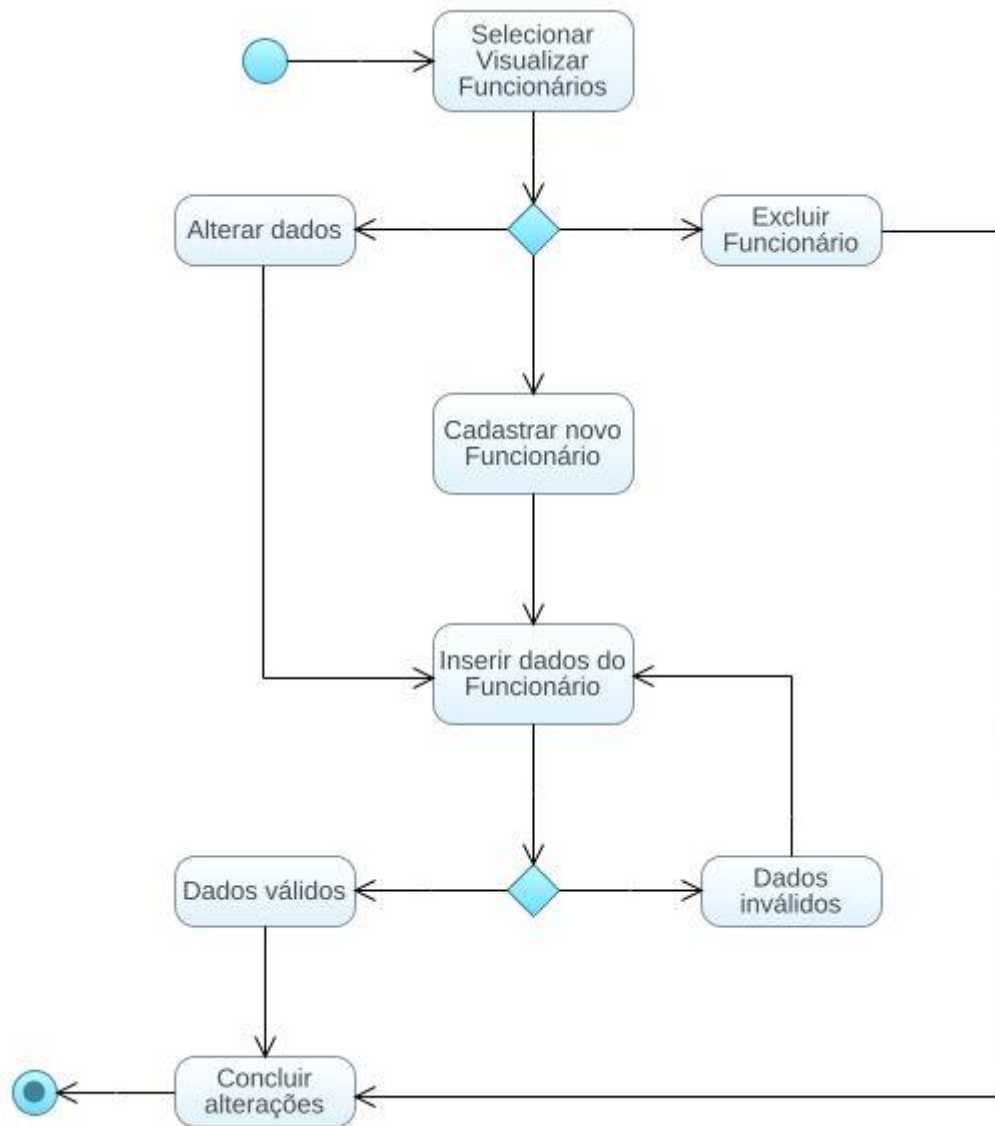 Selecionar
Visualizar
Funcionários
Alterar dados
Excluir
Funcionário
Cadastrar novo
Funcionário
Inserir dados do
Funcionário
Dados válidos
Dados
inválidos
Concluir
alterações